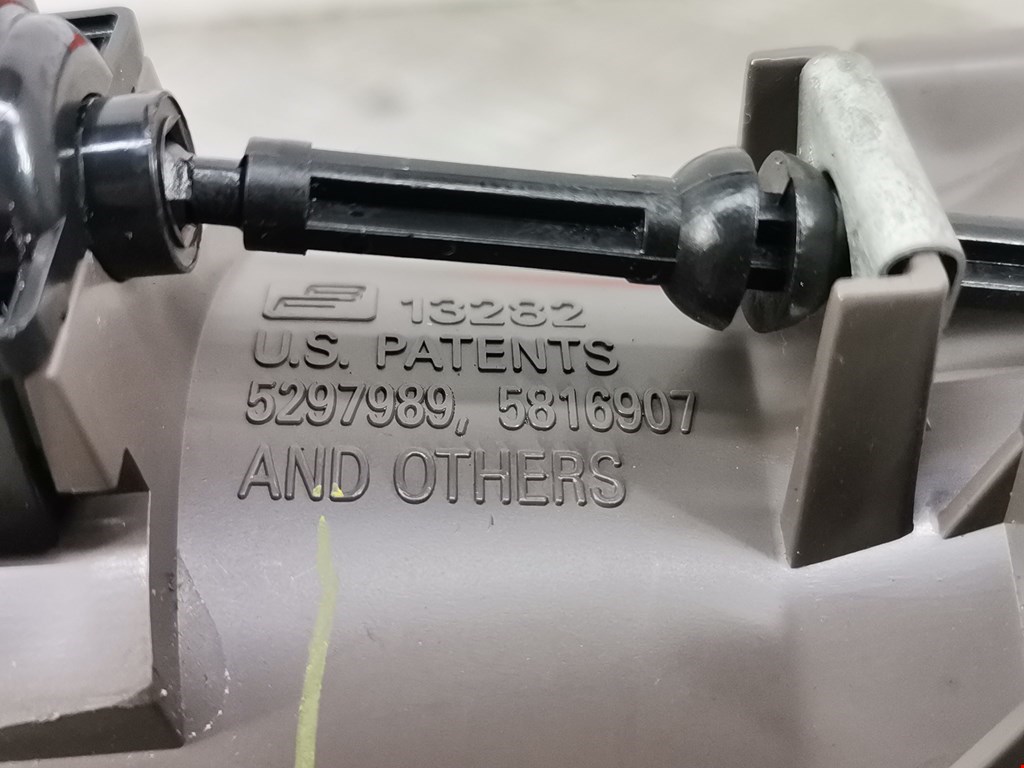 13282
U.S. PATENTS
5297989, 5816907
AND OTHERS